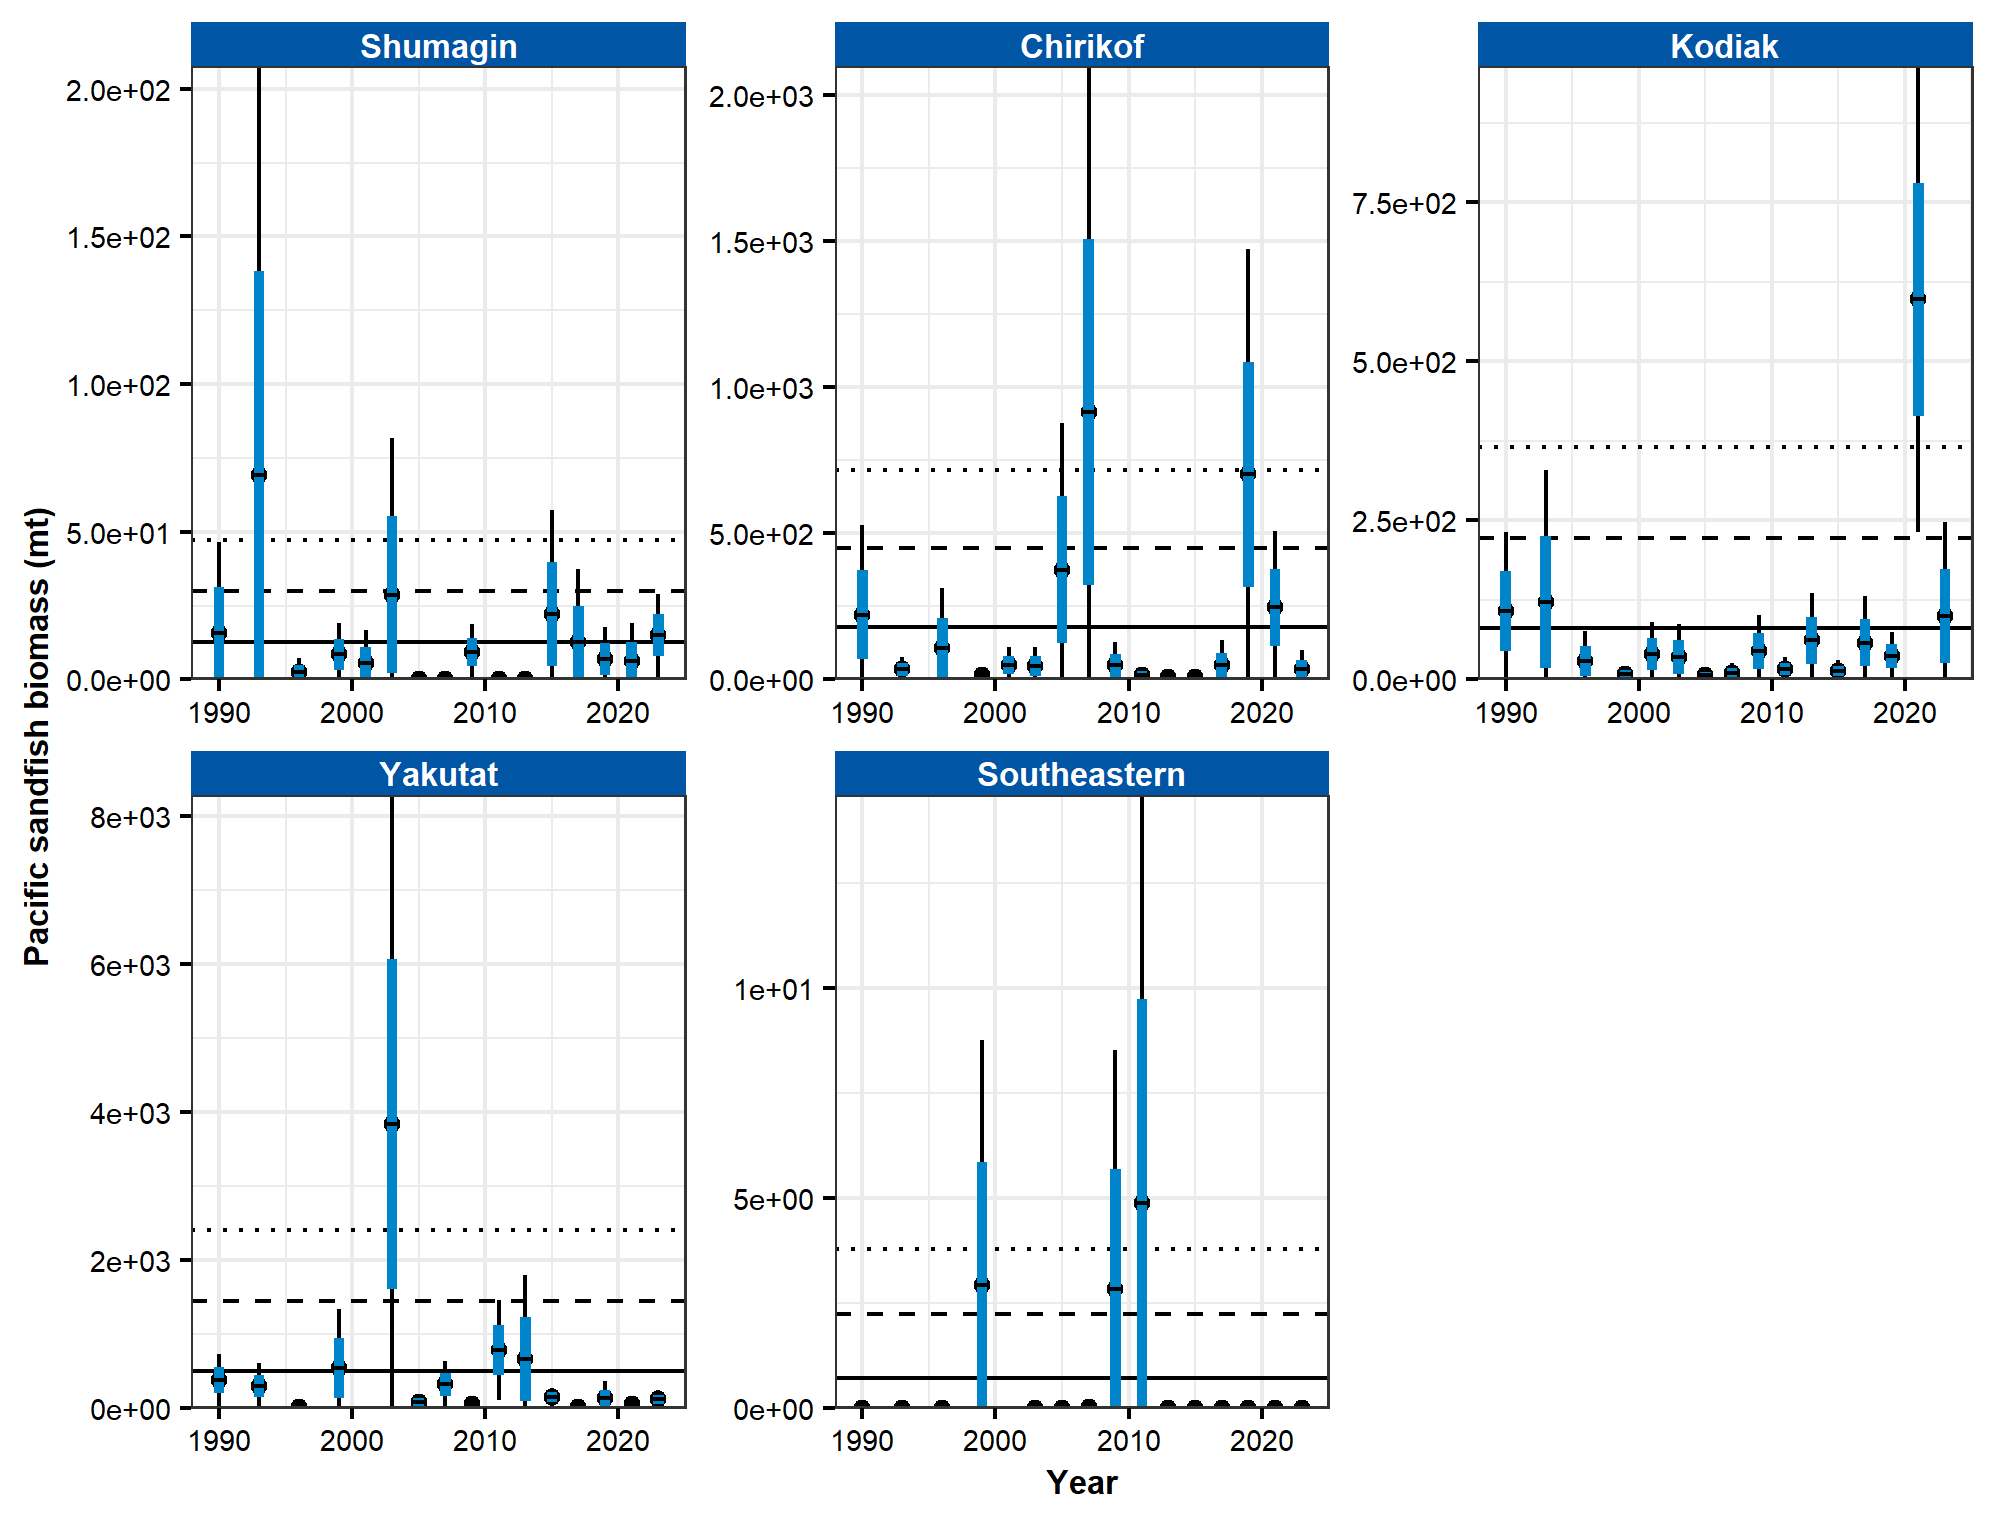 Shumagin
Chirikof
Kodiak
2.0e+02
1.5e+02
1.0e+02
5.0e+01
0.0e+00
2.0e+03
1.5e+03
1.0e+03
5.0e+02
0.0e+00
7.5e+02
5.0e+02
2.5e+02
0.0e+00
1990 2000 2010 2020
1990 2000 2010 2020
1990 2000 2010 2020
Pacific sandfish biomass (mt)
Yakutat
Southeastern
8e+03
6e+03
4e+03
2e+03
0e+00
1e+01
5e+00
0e+00
1990 2000 2010 2020
1990 2000 2010 2020
Year